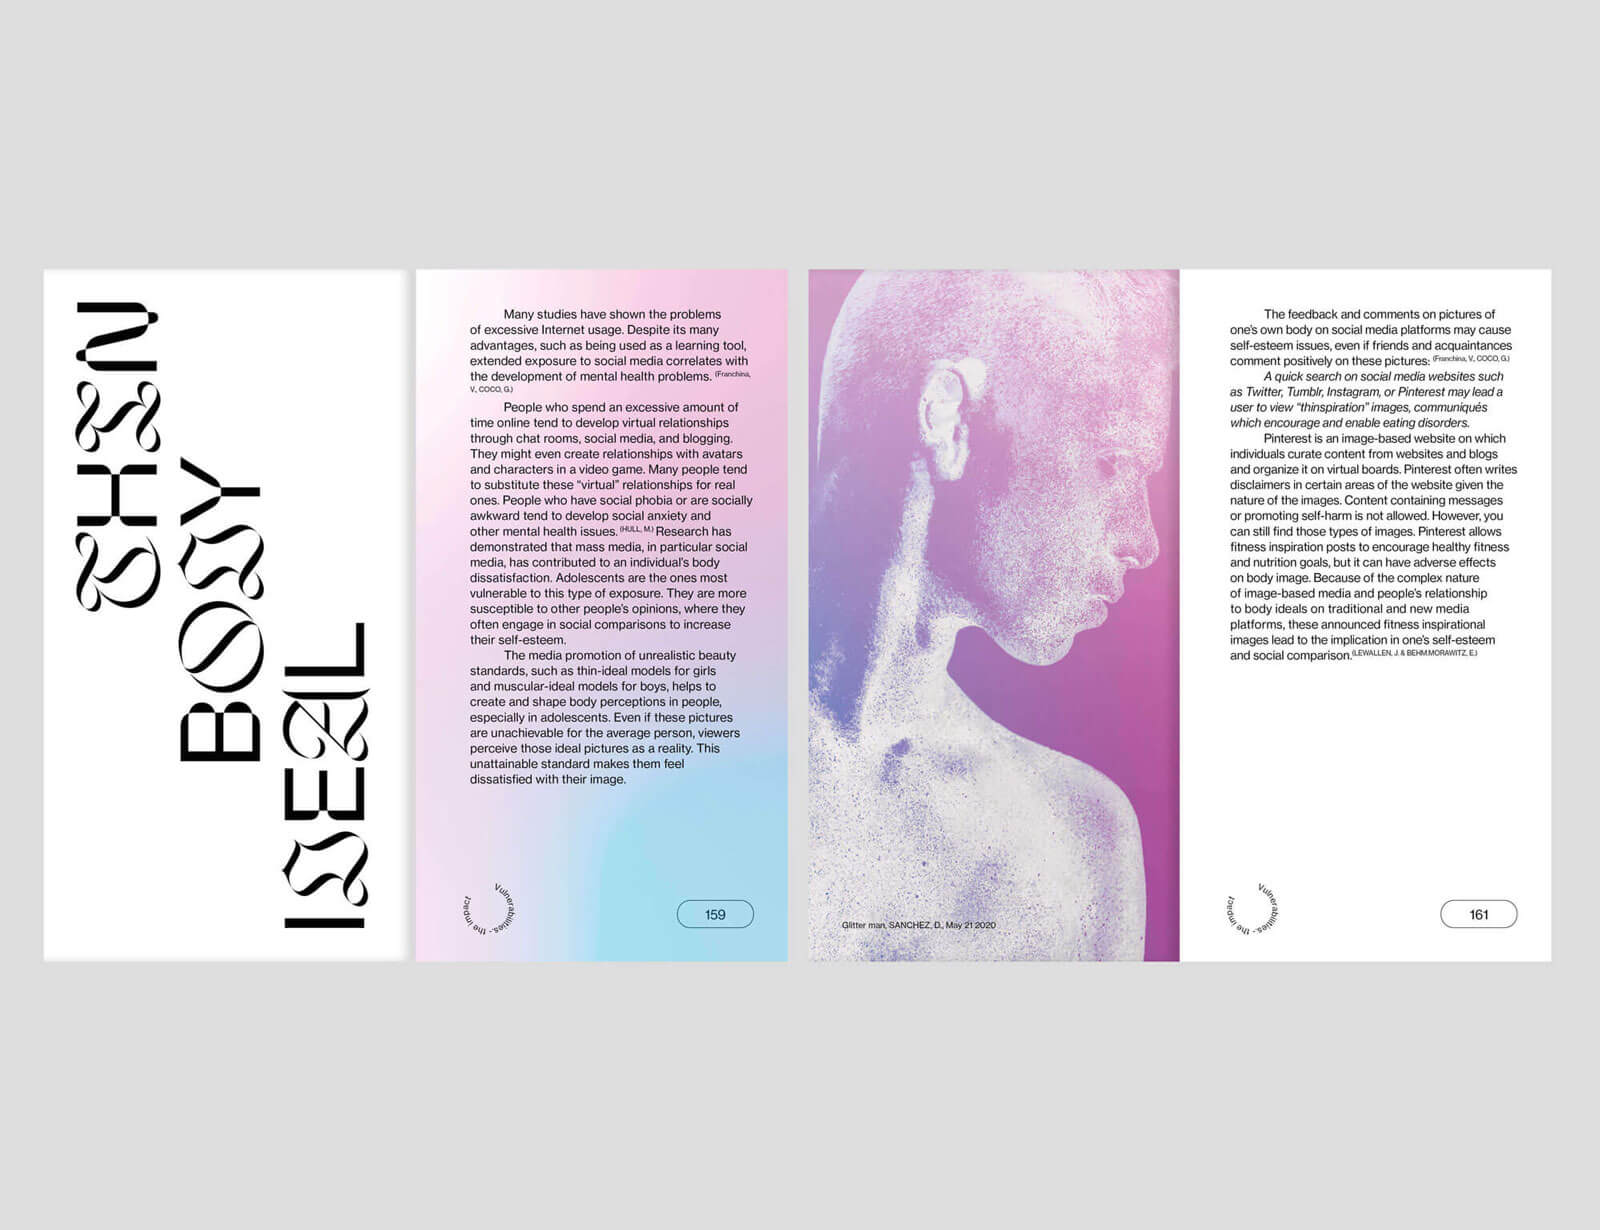 THIN
BODY
IDEAL
Many studies have shown the problems
of excessive Internet usage. Despite its many
advantages, such as being used as a learning tool,
extended exposure to social media correlates with
the development of mental health problems. (Franchina,
V., COCO, G.)
People who spend an excessive amount of
time online tend to develop virtual relationships
through chat rooms, social media, and blogging.
They might even create relationships with avatars
and characters in a video game. Many people tend
to substitute these “virtual” relationships for real
ones. People who have social phobia or are socially
awkward tend to develop social anxiety and
other mental health issues. (HULL, M.) Research has
demonstrated that mass media, in particular social
media, has contributed to an individual’s body
dissatisfaction. Adolescents are the ones most
vulnerable to this type of exposure. They are more
susceptible to other people’s opinions, where they
often engage in social comparisons to increase
their self-esteem.
The media promotion of unrealistic beauty
standards, such as thin-ideal models for girls
and muscular-ideal models for boys, helps to
create and shape body perceptions in people,
especially in adolescents. Even if these pictures
are unachievable for the average person, viewers
perceive those ideal pictures as a reality. This
unattainable standard makes them feel
dissatisfied with their image.
Vulnerabilities - the impact
159
Glitter man, SANCHEZ, D., May 21 2020
The feedback and comments on pictures of
one’s own body on social media platforms may cause
self-esteem issues, even if friends and acquaintances
comment positively on these pictures. (Franchina, V., COCO, G.)
A quick search on social media websites such
as Twitter, Tumblr, Instagram, or Pinterest may lead a
user to view “thinspiration” images, communiqués
which encourage and enable eating disorders.
Pinterest is an image-based website on which
individuals curate content from websites and blogs
and organize it on virtual boards. Pinterest often writes
disclaimers in certain areas of the website given the
nature of the images. Content containing messages
or promoting self-harm is not allowed. However, you
can still find those types of images. Pinterest allows
fitness inspiration posts to encourage healthy fitness
and nutrition goals, but it can have adverse effects
on body image. Because of the complex nature
of image-based media and people’s relationship
to body ideals on traditional and new media
platforms, these announced fitness inspirational
images lead to the implication in one’s self-esteem
and social comparison.(LEWALLEN, J. & BEHM.MORAWITZ, E.)
Vulnerabilities - the impact
161